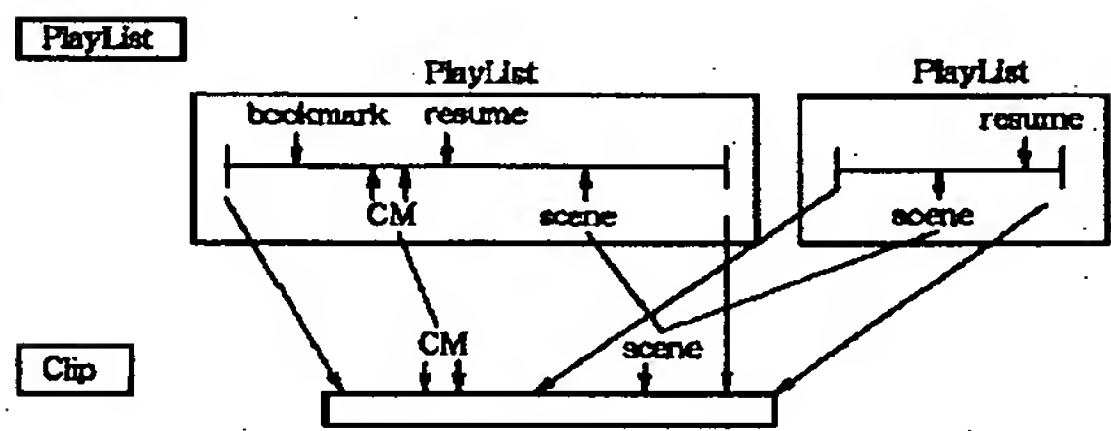 PlayList
PlayList PlayList
bookmark resume resume
CM scene scene
CM scene
Clip